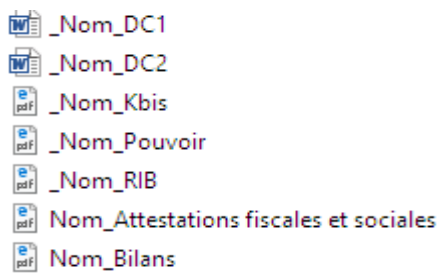 _Nom_DC1
_Nom_DC2
_Nom_Kbis
_Nom_Pouvoir
_Nom_RIB
Nom_Attestations fiscales et sociales
Nom_Bilans